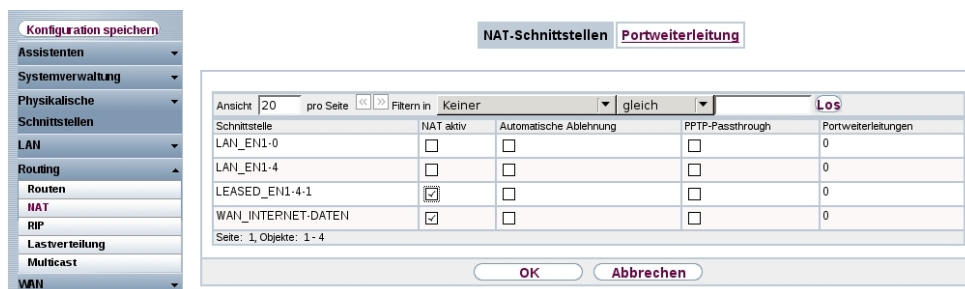 Konfiguration speichern
Assistenten
Systemverwaltung
Physikalische
Schnittstellen
LAN
Routing
Routen
NAT
RIP
Lastverteilung
Multicast
WAN
NAT-Schnittstellen Portweiterleitung
Ansicht 20 pro Seite << >> Filtern in Keiner gleich Los
Schnittstelle NAT aktiv Automatische Ablehnung PPTP-Passthrough Portweiterleitungen
LAN_EN1-0 0
LAN_EN1-4 0
LEASED_EN1-4-1 0
WAN_INTERNET-DATEN 0
Seite: 1, Objekte: 1 - 4
OK Abbrechen